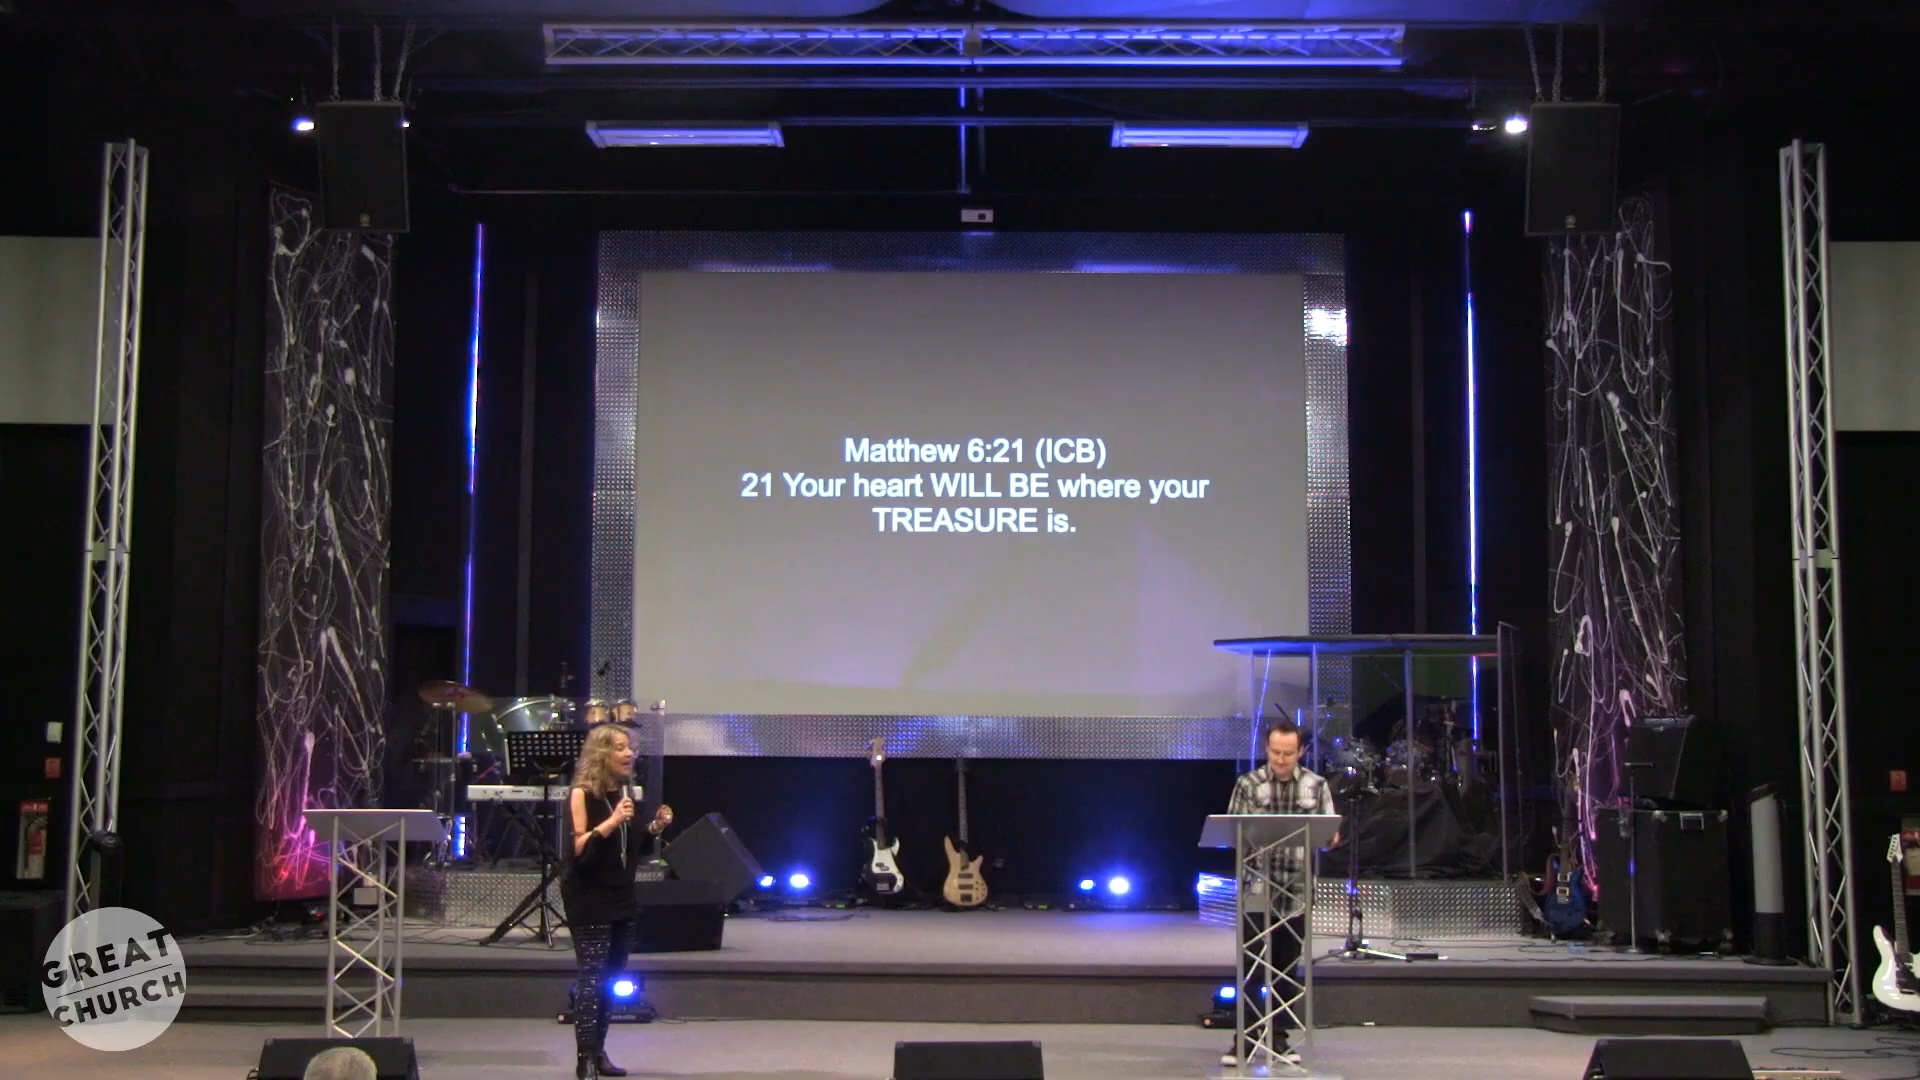 Matthew 6:21 (ICB)
21 Your heart WILL BE where your
TREASURE is.
GREAT
CHURCH